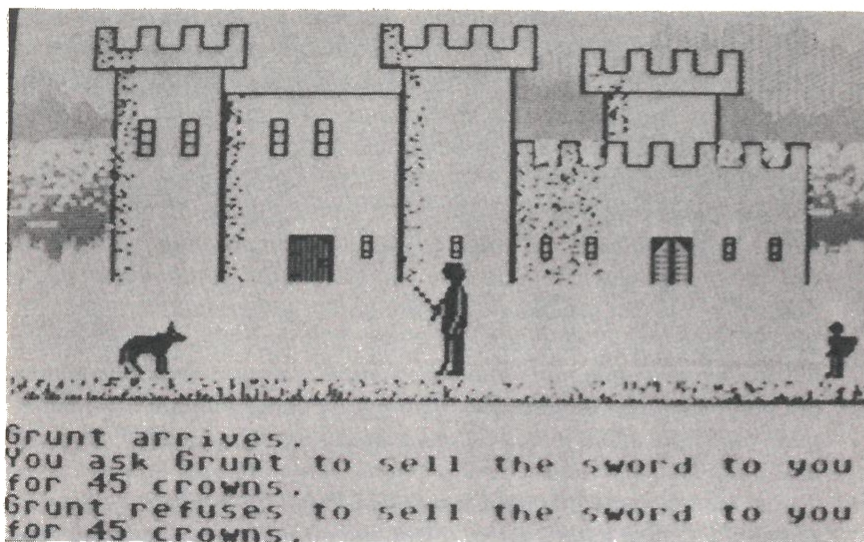 Grunt arrives.
You ask Grunt to sell the sword to you
for 45 crowns.
Grunt refuses to sell the sword to you
for 45 crowns.